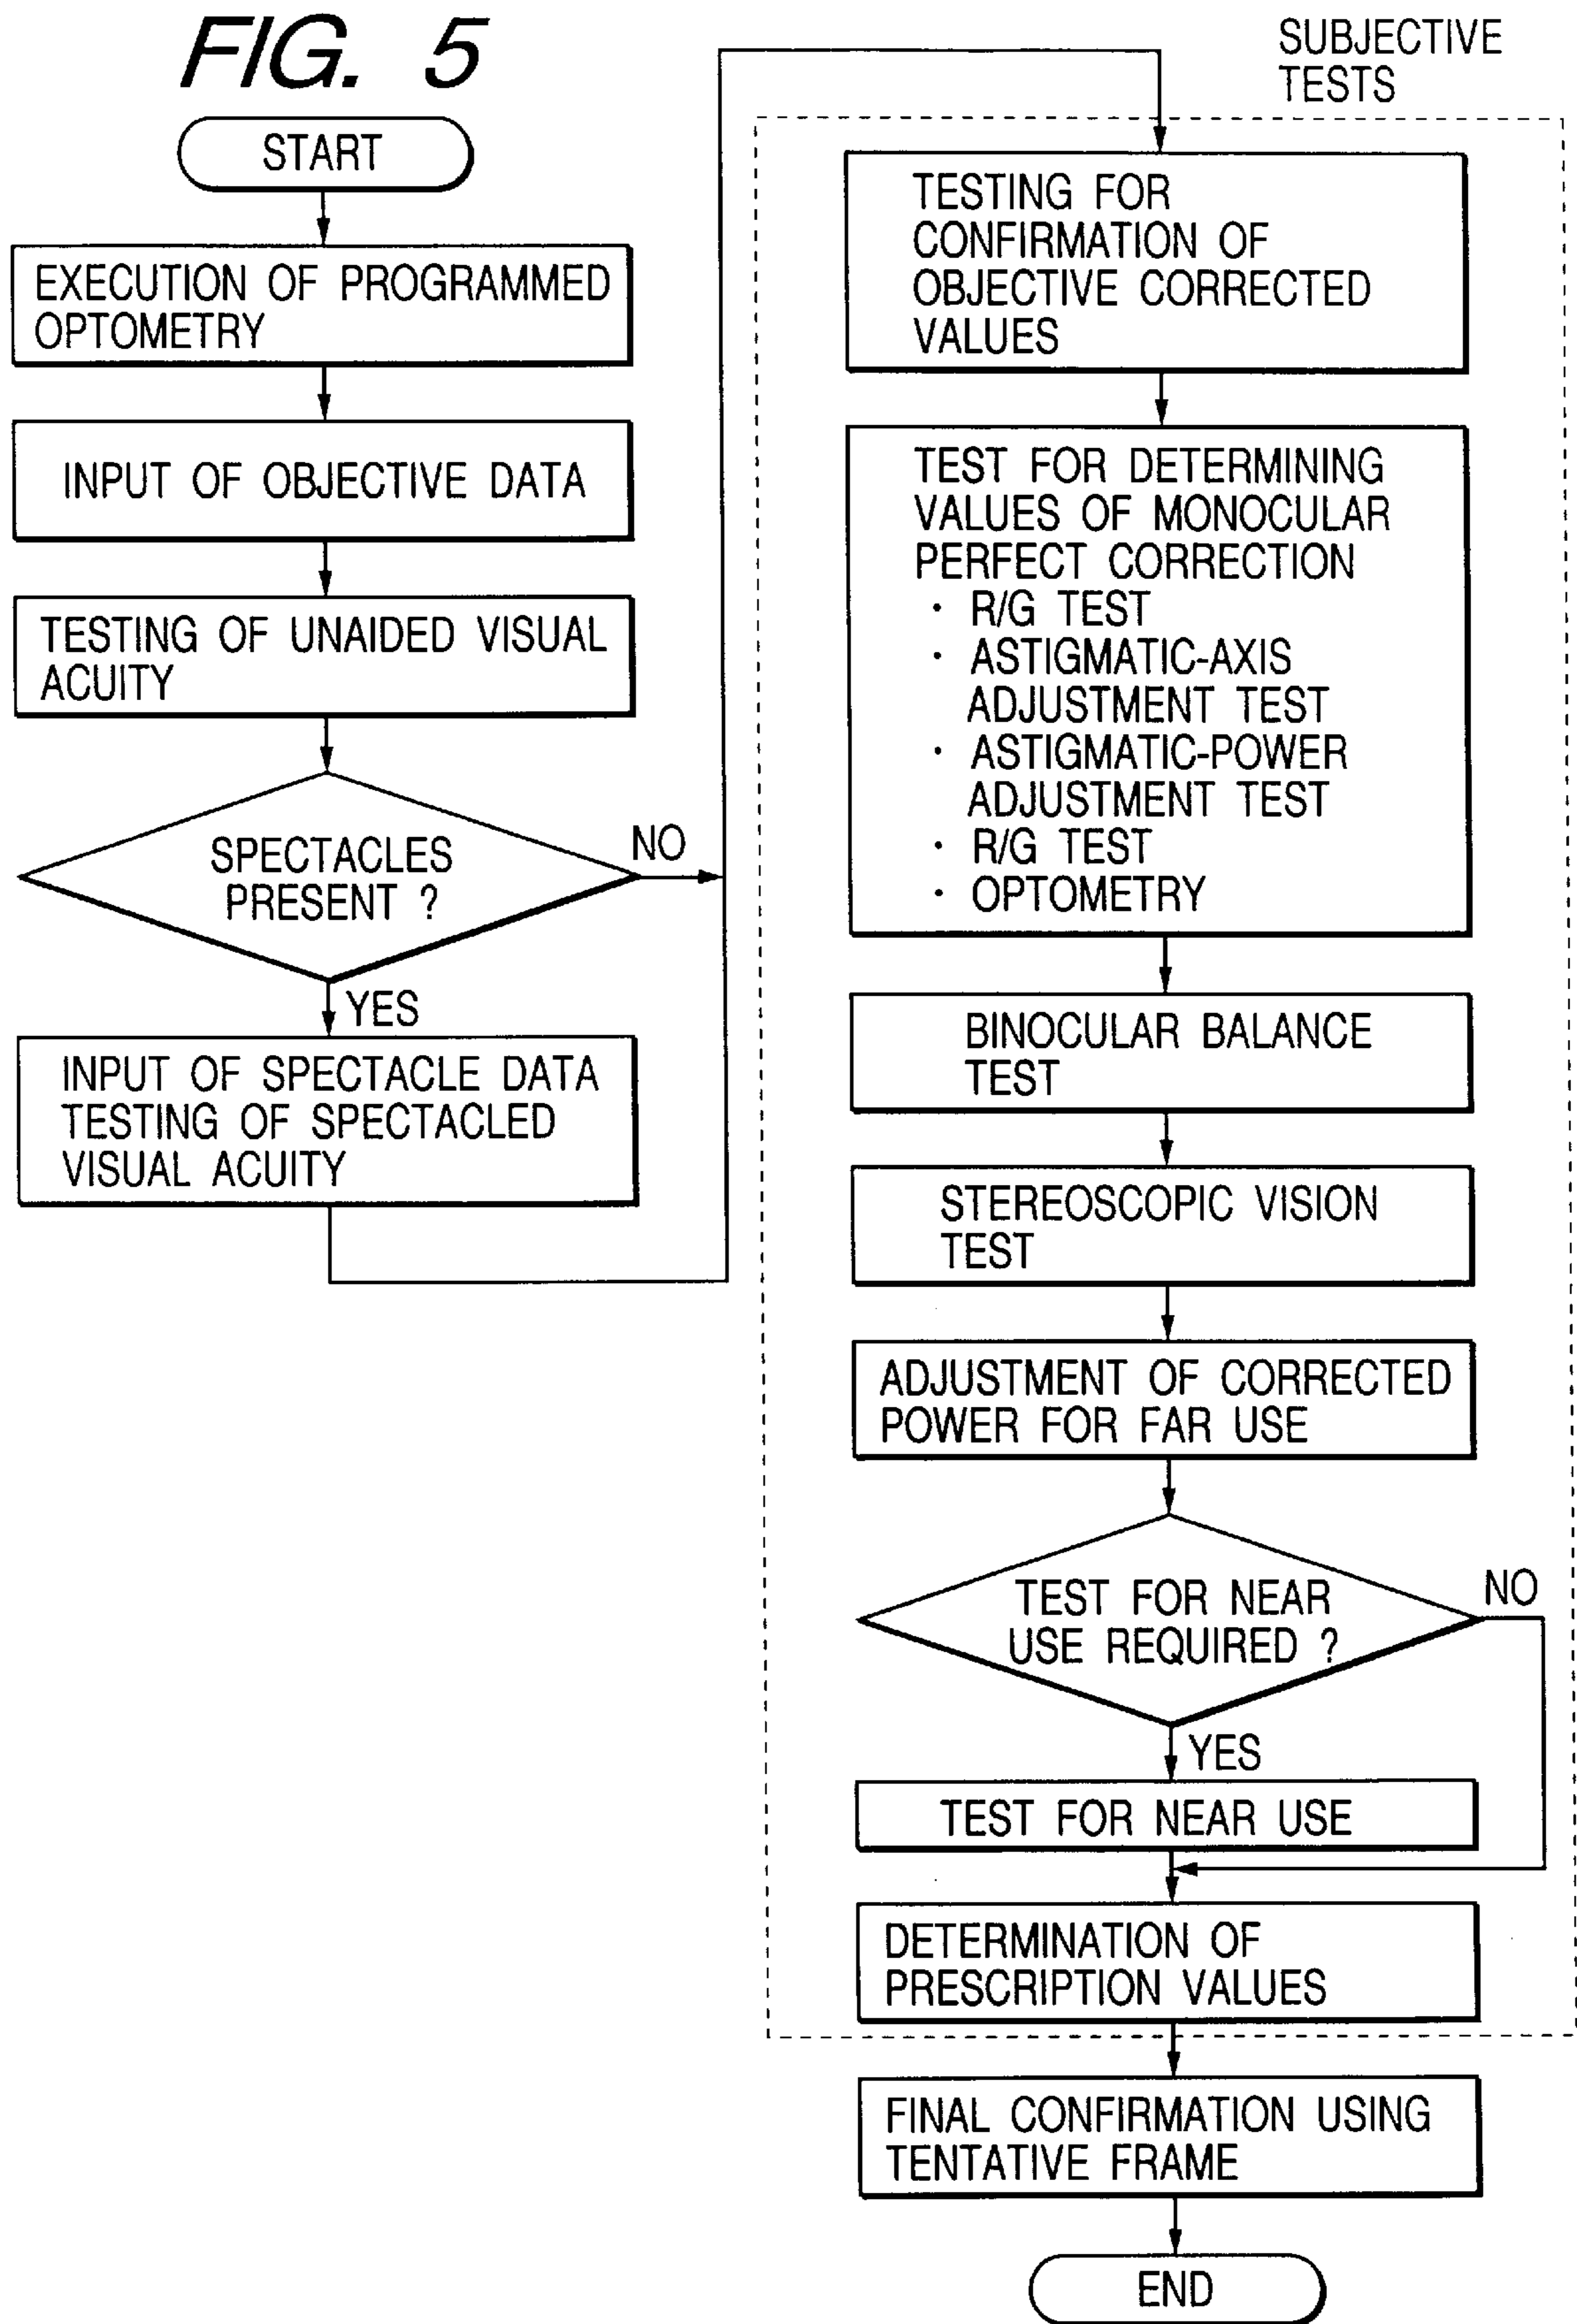 FIG. 5
START
EXECUTION OF PROGRAMMED
OPTOMETRY
INPUT OF OBJECTIVE DATA
TESTING OF UNAIDED VISUAL
ACUITY
SPECTACLES
PRESENT ?
NO
YES
INPUT OF SPECTACLE DATA
TESTING OF SPECTACLED
VISUAL ACUITY
SUBJECTIVE
TESTS
TESTING FOR
CONFIRMATION OF
OBJECTIVE CORRECTED
VALUES
TEST FOR DETERMINING
VALUES OF MONOCULAR
PERFECT CORRECTION
· R/G TEST
· ASTIGMATIC-AXIS
ADJUSTMENT TEST
· ASTIGMATIC-POWER
ADJUSTMENT TEST
· R/G TEST
· OPTOMETRY
BINOCULAR BALANCE
TEST
STEREOSCOPIC VISION
TEST
ADJUSTMENT OF CORRECTED
POWER FOR FAR USE
TEST FOR NEAR
USE REQUIRED ?
NO
YES
TEST FOR NEAR USE
DETERMINATION OF
PRESCRIPTION VALUES
FINAL CONFIRMATION USING
TENTATIVE FRAME
END